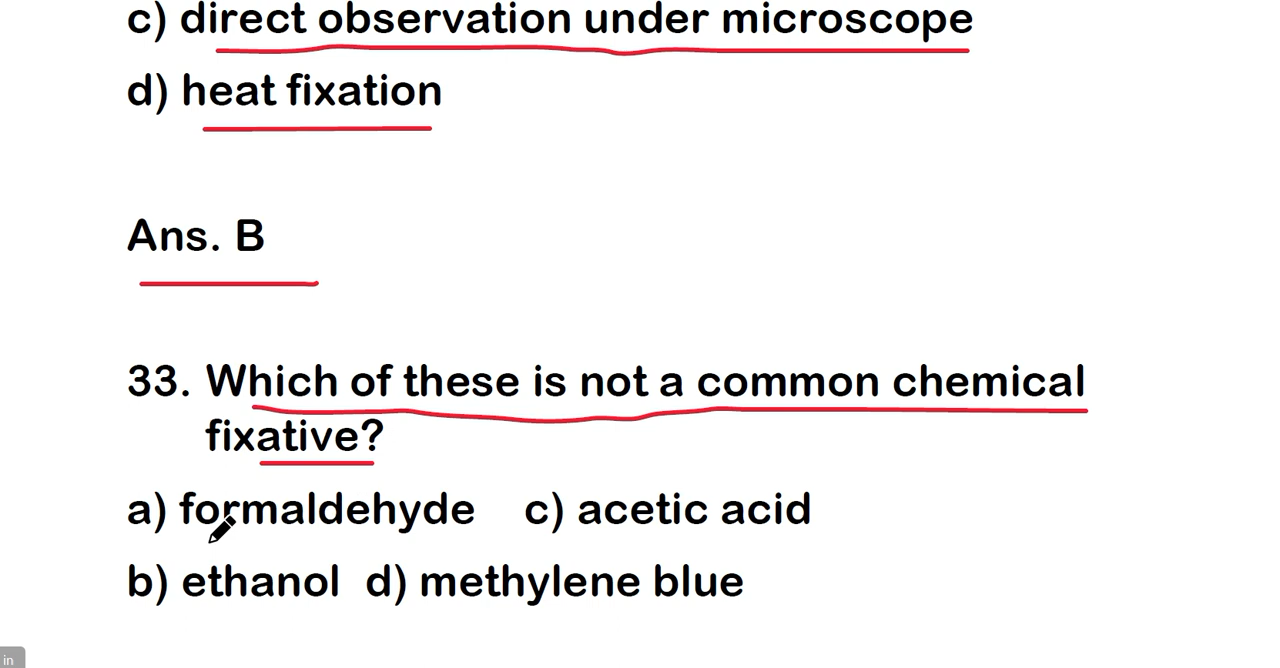 c) direct observation under microscope
d) heat fixation
Ans. B
33. Which of these is not a common chemical
fixative?
a) formaldehyde c) acetic acid
b) ethanol d) methylene blue
in